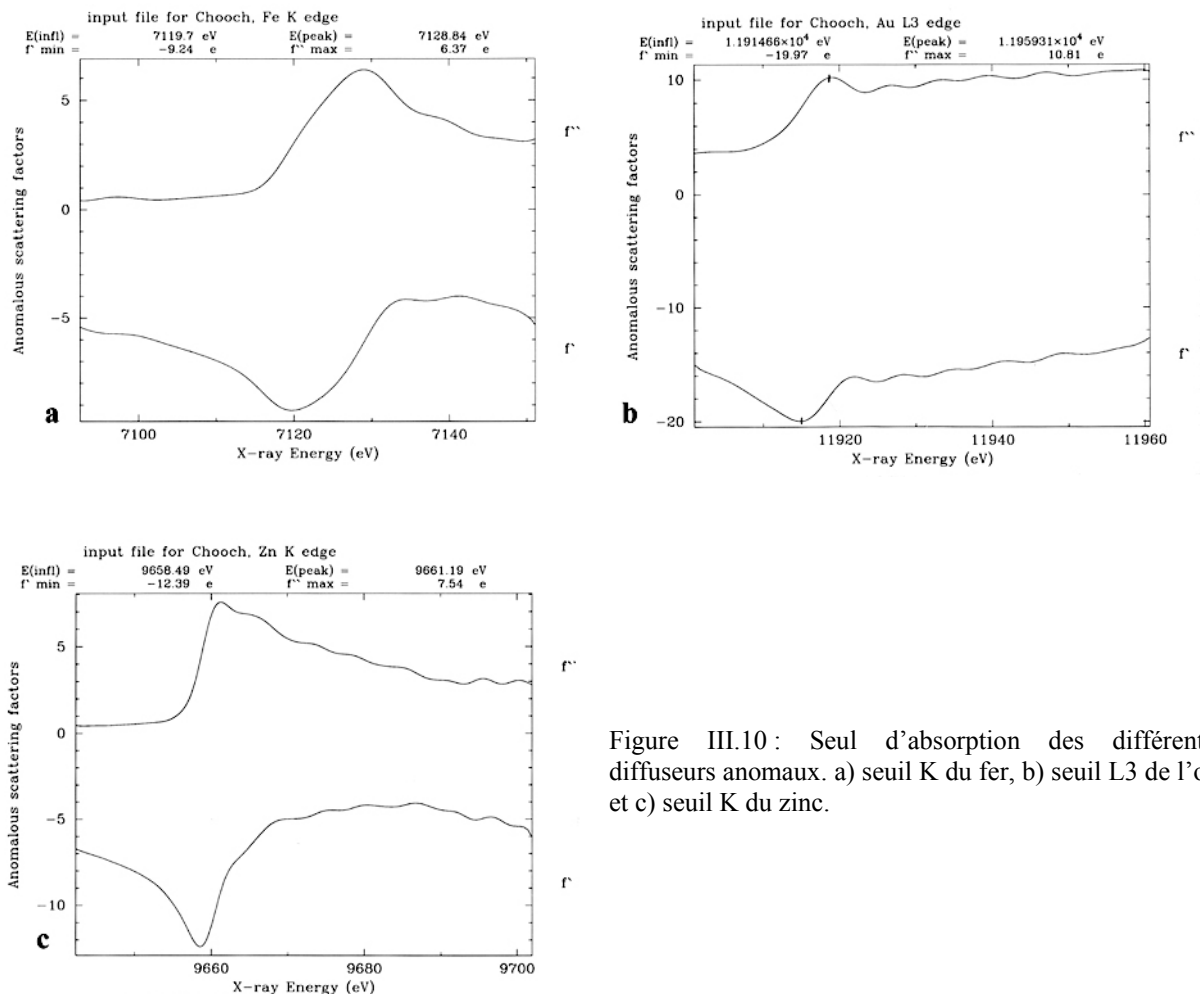 input file for Chooch, Fe K edge
E(infl) = 7119.7 eV E(peak) = 7128.84 eV
f` min = −9.24 e f`` max = 6.37 e
Anomalous scattering factors
5
0
−5
f``
f`
a
7100 7120 7140
X-ray Energy (eV)
input file for Chooch, Au L3 edge
E(infl) = 1.191466×10⁴ eV E(peak) = 1.195931×10⁴ eV
f` min = −19.97 e f`` max = 10.81 e
Anomalous scattering factors
10
0
−10
−20
f``
f`
b
11920 11940 11960
X-ray Energy (eV)
input file for Chooch, Zn K edge
E(infl) = 9658.49 eV E(peak) = 9661.19 eV
f` min = −12.39 e f`` max = 7.54 e
Anomalous scattering factors
5
0
−5
−10
f``
f`
c
9660 9680 9700
X-ray Energy (eV)
Figure III.10 : Seul d’absorption des différent
diffuseurs anomaux. a) seuil K du fer, b) seuil L3 de l’o
et c) seuil K du zinc.